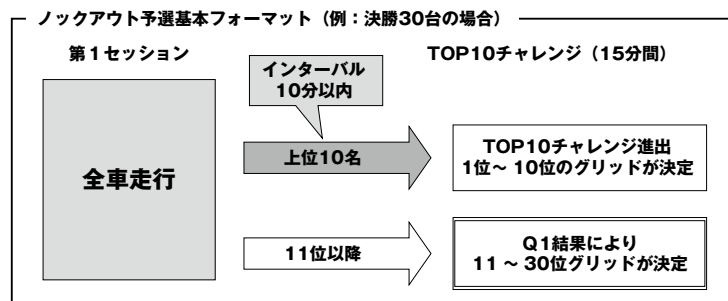 ノックアウト予選基本フォーマット（例：決勝30台の場合）
第１セッション
TOP10チャレンジ（15分間）
インターバル
10分以内
全車走行
上位10名
TOP10チャレンジ進出
1位～ 10位のグリッドが決定
11位以降
Q1結果により
11 ～ 30位グリッドが決定